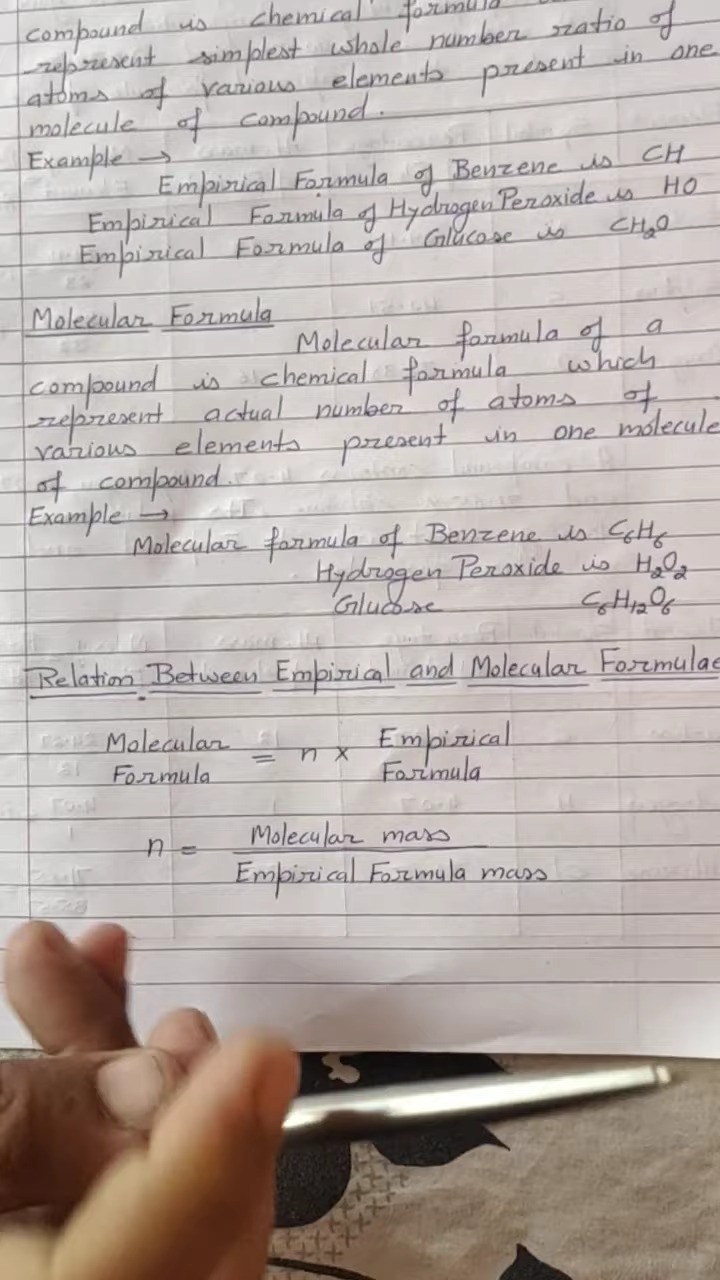 compound is chemical formula
represent simplest whole number ratio of
atoms of various elements present in one
molecule of compound.
Example →
Empirical Formula of Benzene is CH
Empirical Formula of Hydrogen Peroxide is HO
Empirical Formula of Glucose is CH₂O
Molecular Formula
Molecular formula of a
compound is chemical formula which
represent actual number of atoms of
various elements present in one molecule
of compound.
Example →
Molecular formula of Benzene is C₆H₆
Hydrogen Peroxide is H₂O₂
Glucose C₆H₁₂O₆
Relation Between Empirical and Molecular Formulae
Molecular Formula = n × Empirical Formula
n = Molecular mass
Empirical Formula mass